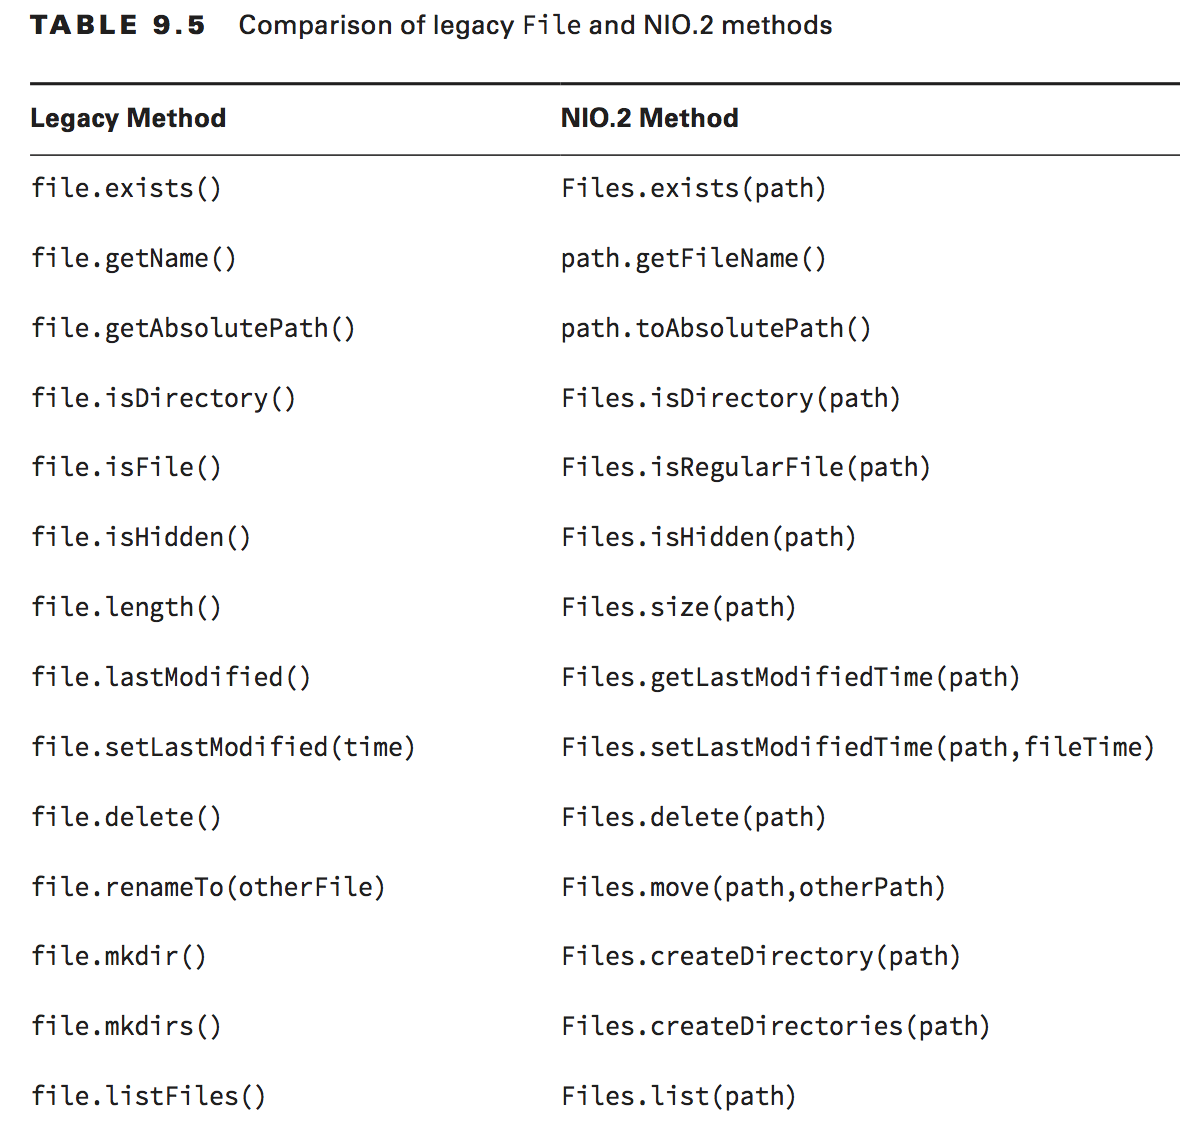 TABLE 9.5 Comparison of legacy File and NIO.2 methods
Legacy Method NIO.2 Method
file.exists() Files.exists(path)
file.getName() path.getFileName()
file.getAbsolutePath() path.toAbsolutePath()
file.isDirectory() Files.isDirectory(path)
file.isFile() Files.isRegularFile(path)
file.isHidden() Files.isHidden(path)
file.length() Files.size(path)
file.lastModified() Files.getLastModifiedTime(path)
file.setLastModified(time) Files.setLastModifiedTime(path,fileTime)
file.delete() Files.delete(path)
file.renameTo(otherFile) Files.move(path,otherPath)
file.mkdir() Files.createDirectory(path)
file.mkdirs() Files.createDirectories(path)
file.listFiles() Files.list(path)